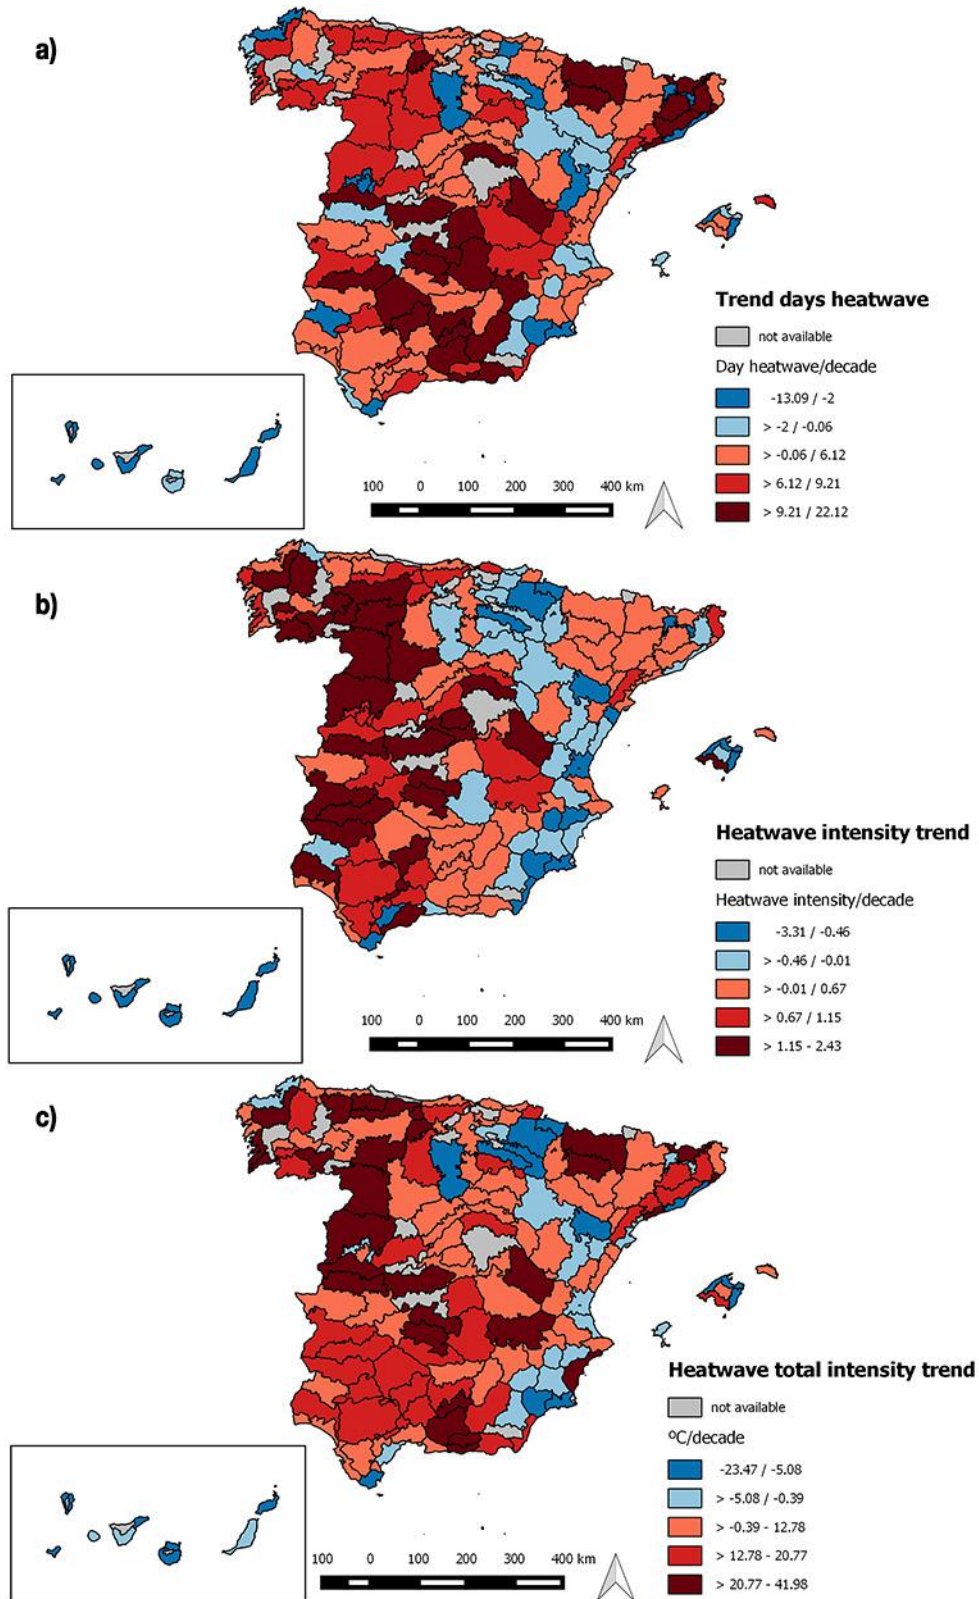 a)
Trend days heatwave
not available
Day heatwave/decade
-13.09 / -2
> -2 / -0.06
> -0.06 / 6.12
> 6.12 / 9.21
> 9.21 / 22.12
100 0 100 200 300 400 km
b)
Heatwave intensity trend
not available
Heatwave intensity/decade
-3.31 / -0.46
> -0.46 / -0.01
> -0.01 / 0.67
> 0.67 / 1.15
> 1.15 - 2.43
100 0 100 200 300 400 km
c)
Heatwave total intensity trend
not available
ºC/decade
-23.47 / -5.08
> -5.08 / -0.39
> -0.39 - 12.78
> 12.78 - 20.77
> 20.77 - 41.98
100 0 100 200 300 400 km